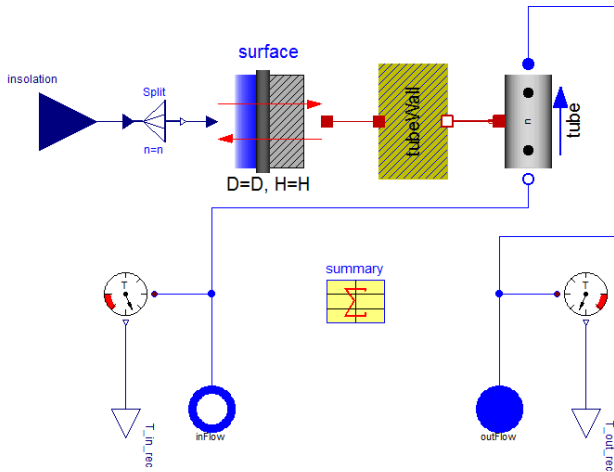 surface
insolation
Split
n=n
D=D, H=H
tubeWall
n
tube
summary
T
T
inFlow
outFlow
T_in_rec
T_out_rec